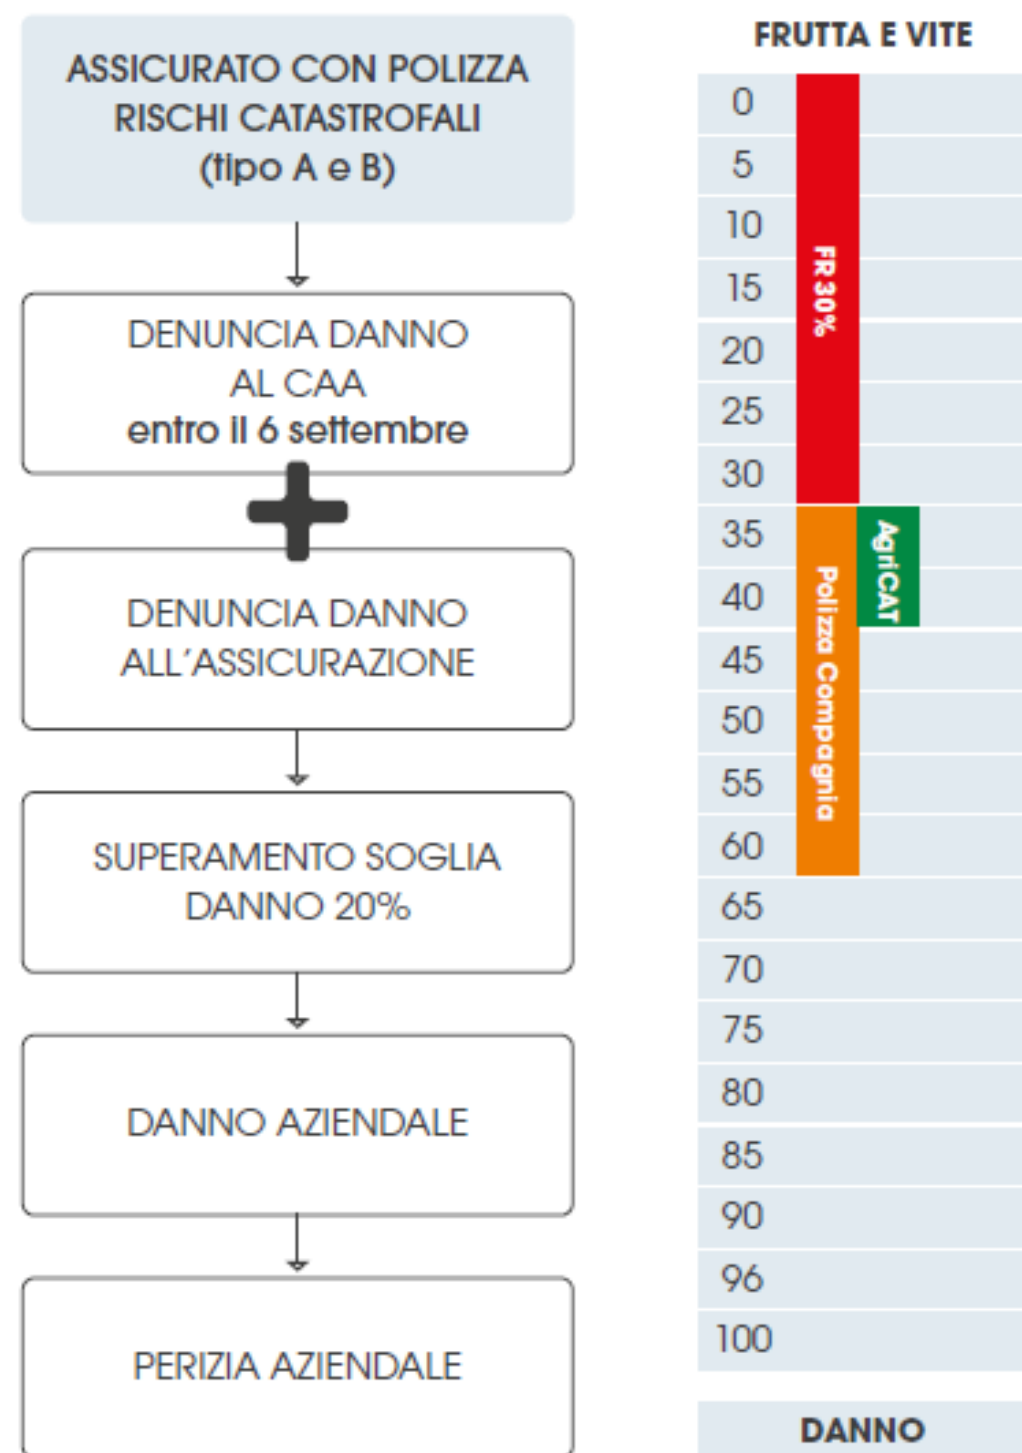 ASSICURATO CON POLIZZA
RISCHI CATASTROFALI
(tipo A e B)
DENUNCIA DANNO
AL CAA
entro il 6 settembre
DENUNCIA DANNO
ALL'ASSICURAZIONE
SUPERAMENTO SOGLIA
DANNO 20%
DANNO AZIENDALE
PERIZIA AZIENDALE
FRUTTA E VITE
0
5
10
15
20
25
30
35
40
45
50
55
60
65
70
75
80
85
90
96
100
FR 30%
Polizza Compagnia
AgriCAT
DANNO